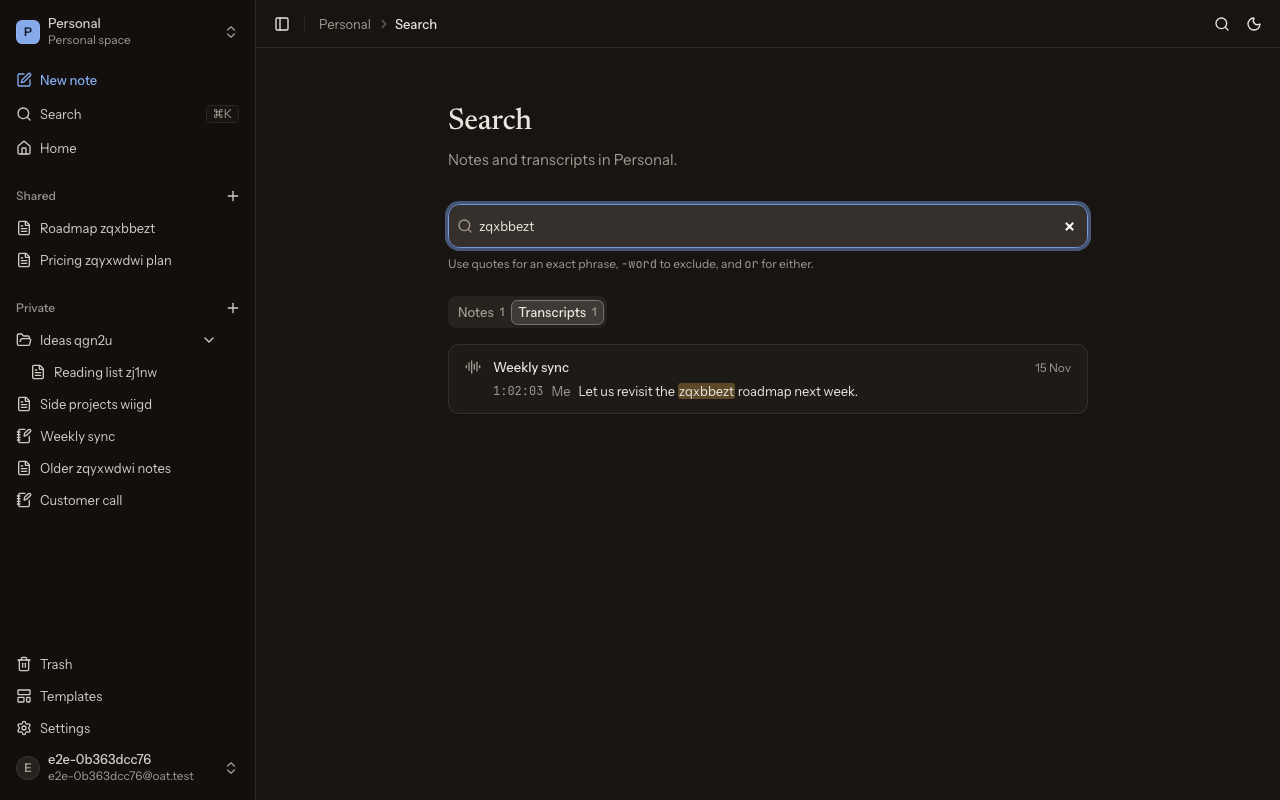 P
Personal
Personal space
New note
Search ⌘K
Home
Shared
Roadmap zqxbbezt
Pricing zqyxwdwi plan
Private
Ideas qgn2u
Reading list zj1nw
Side projects wiigd
Weekly sync
Older zqyxwdwi notes
Customer call
Trash
Templates
Settings
E
e2e-0b363dcc76
e2e-0b363dcc76@oat.test
Personal Search
Search
Notes and transcripts in Personal.
zqxbbezt
Use quotes for an exact phrase, -word to exclude, and or for either.
Notes 1 Transcripts 1
Weekly sync 15 Nov
1:02:03 Me Let us revisit the zqxbbezt roadmap next week.